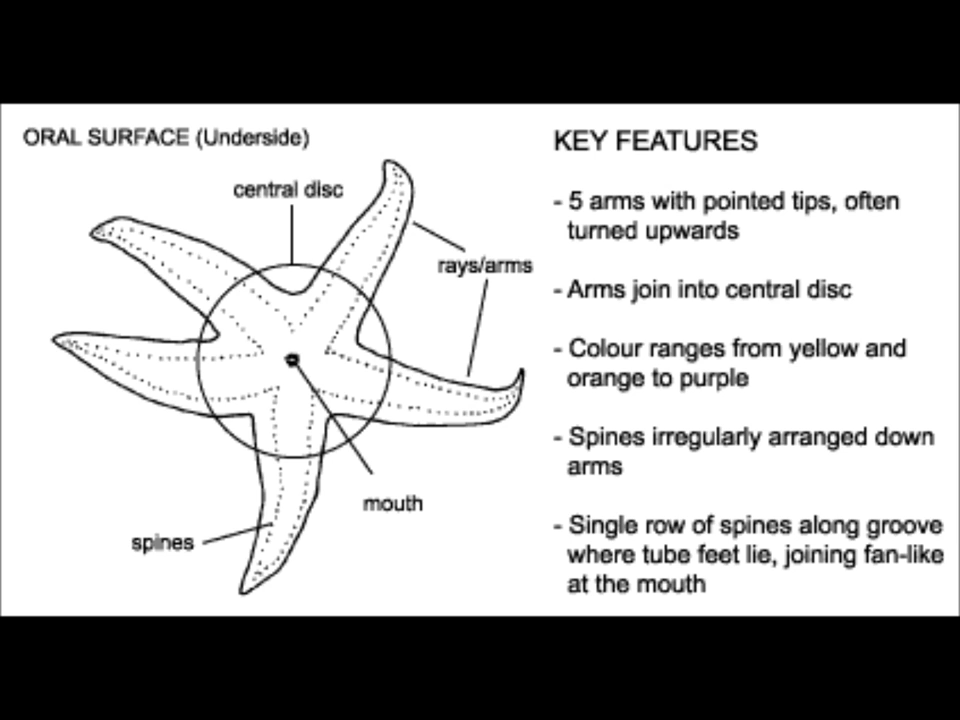 ORAL SURFACE (Underside)
central disc
rays/arms
mouth
spines
KEY FEATURES
- 5 arms with pointed tips, often
turned upwards
- Arms join into central disc
- Colour ranges from yellow and
orange to purple
- Spines irregularly arranged down
arms
- Single row of spines along groove
where tube feet lie, joining fan-like
at the mouth